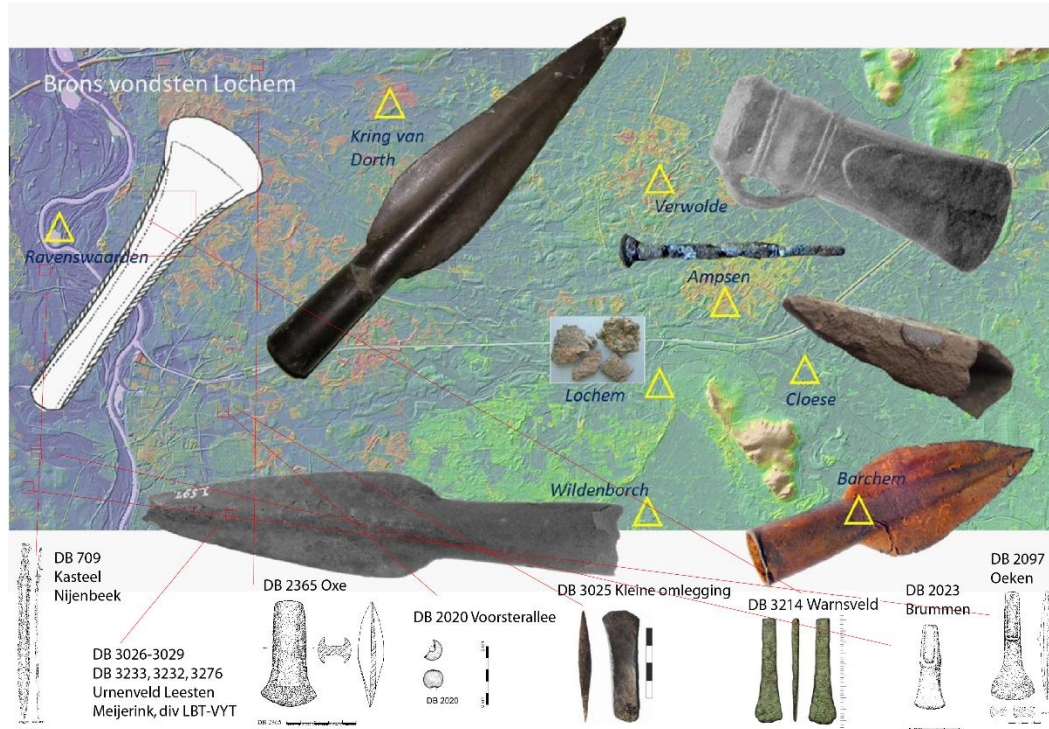 Brons vondsten Lochem
Kring van
Dorth
Verwolde
Ravenswaarden
Ampsen
Lochem
Cloese
Wildenborch
Barchem
DB 709
Kasteel
Nijenbeek
DB 3026-3029
DB 3233, 3232, 3276
Urnenveld Leesten
Meijerink, div LBT-VYT
DB 2365 Oxe
DB 2365
DB 2020 Voorsterallee
DB 2020
DB 3025 Kleine omlegging
DB 3214 Warnsveld
DB 2023
Brummen
DB 2097
Oeken